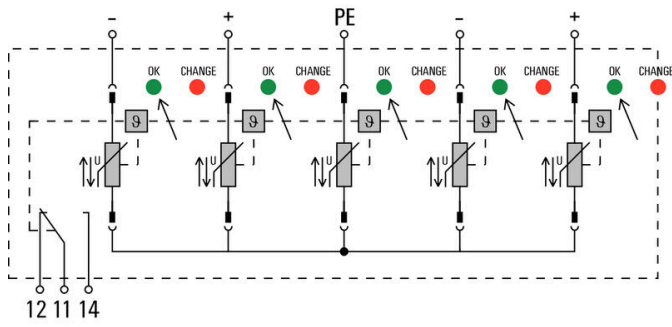 - + PE - +
OK CHANGE OK CHANGE OK CHANGE OK CHANGE OK CHANGE
ϑ ϑ ϑ ϑ ϑ
U U U U U
12 11 14